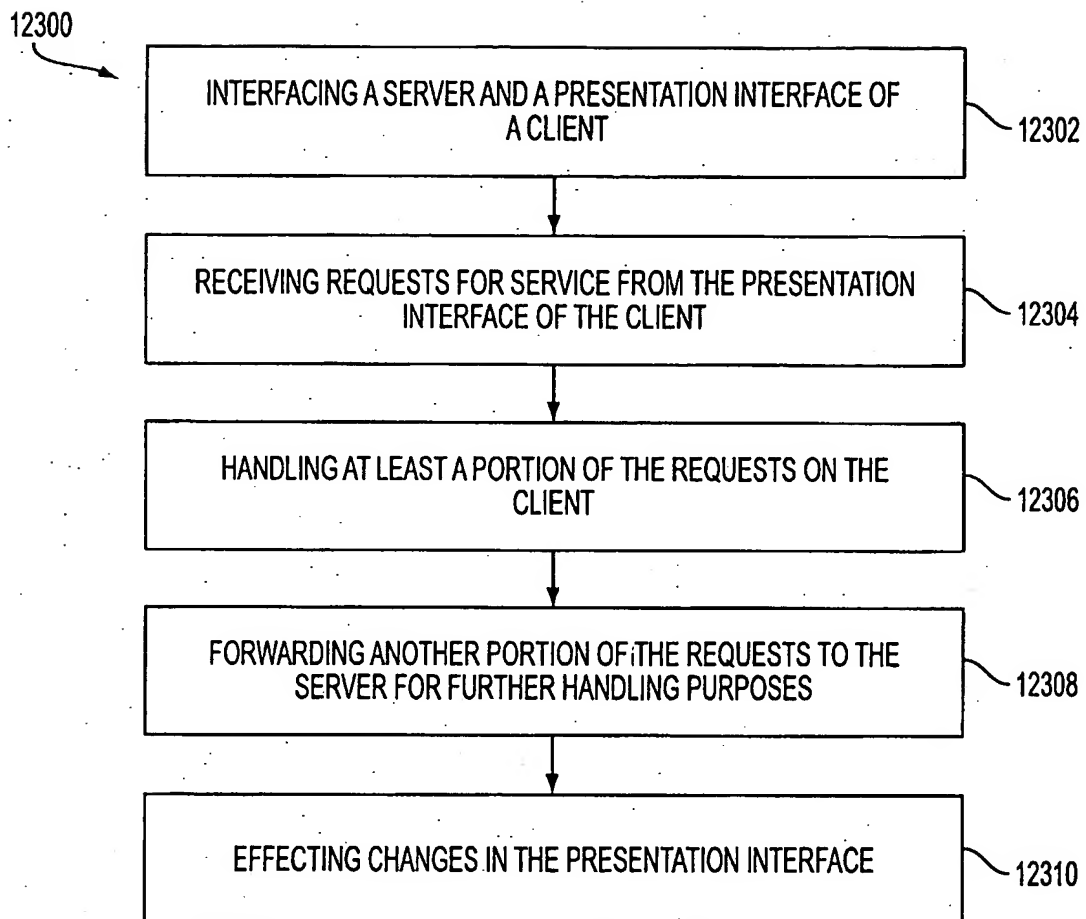 12300
INTERFACING A SERVER AND A PRESENTATION INTERFACE OF
A CLIENT
12302
RECEIVING REQUESTS FOR SERVICE FROM THE PRESENTATION
INTERFACE OF THE CLIENT
12304
HANDLING AT LEAST A PORTION OF THE REQUESTS ON THE
CLIENT
12306
FORWARDING ANOTHER PORTION OF THE REQUESTS TO THE
SERVER FOR FURTHER HANDLING PURPOSES
12308
EFFECTING CHANGES IN THE PRESENTATION INTERFACE
12310